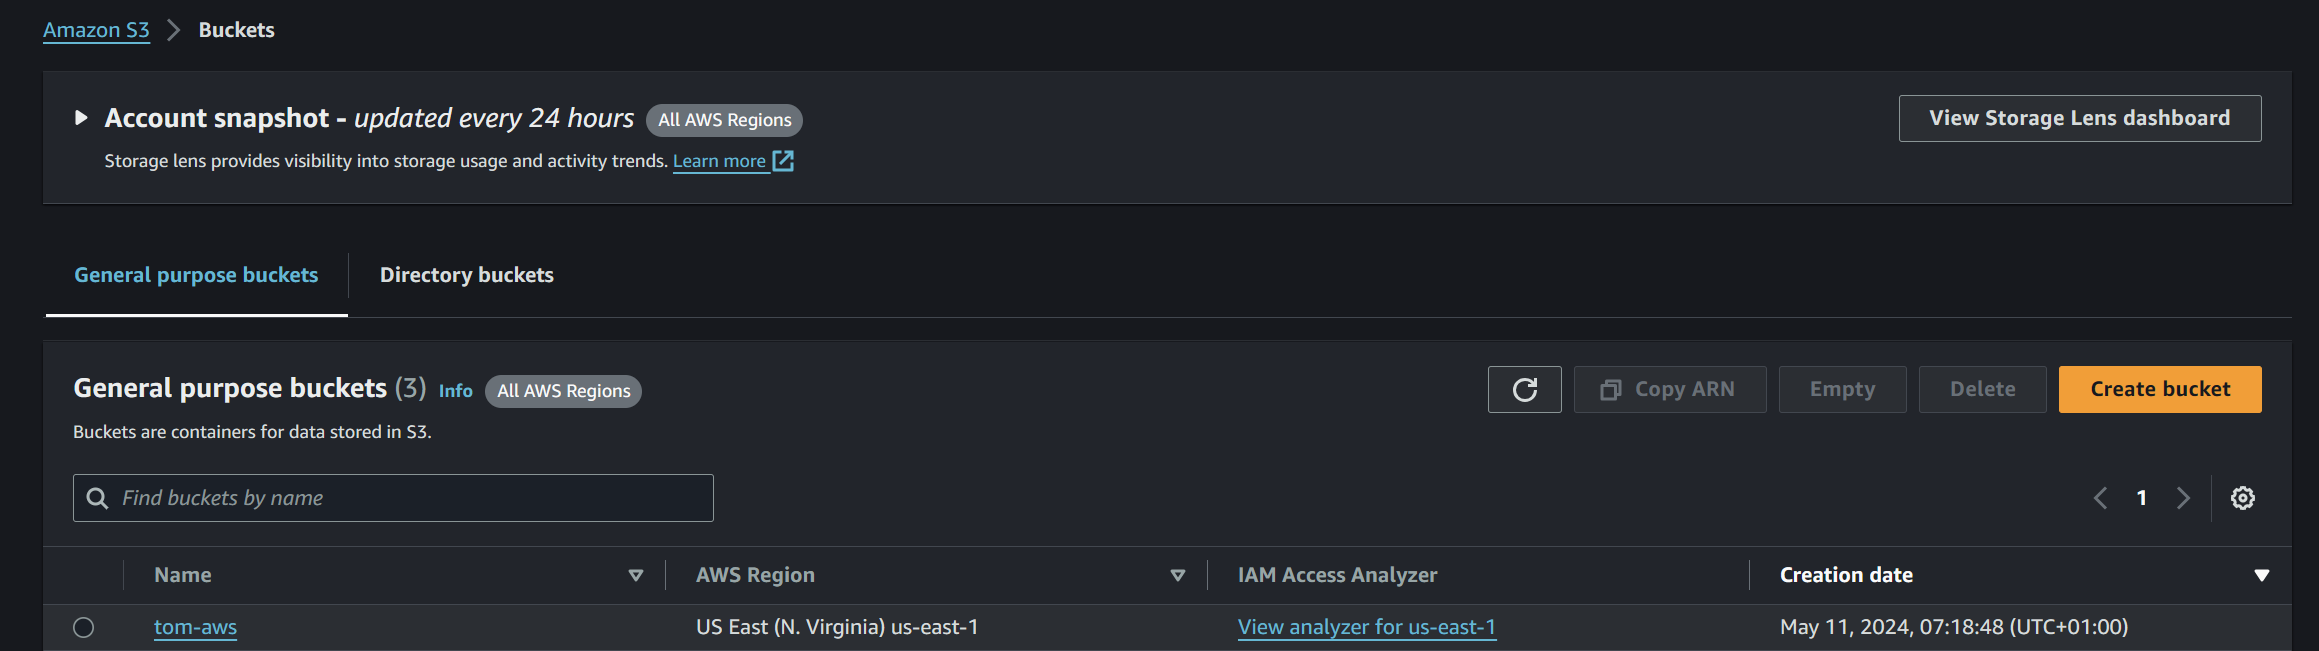 Amazon S3 > Buckets
Account snapshot - updated every 24 hours All AWS Regions
View Storage Lens dashboard
Storage lens provides visibility into storage usage and activity trends. Learn more
General purpose buckets Directory buckets
General purpose buckets (3) Info All AWS Regions
Copy ARN Empty Delete Create bucket
Buckets are containers for data stored in S3.
Find buckets by name
1
Name AWS Region IAM Access Analyzer Creation date
tom-aws US East (N. Virginia) us-east-1 View analyzer for us-east-1 May 11, 2024, 07:18:48 (UTC+01:00)